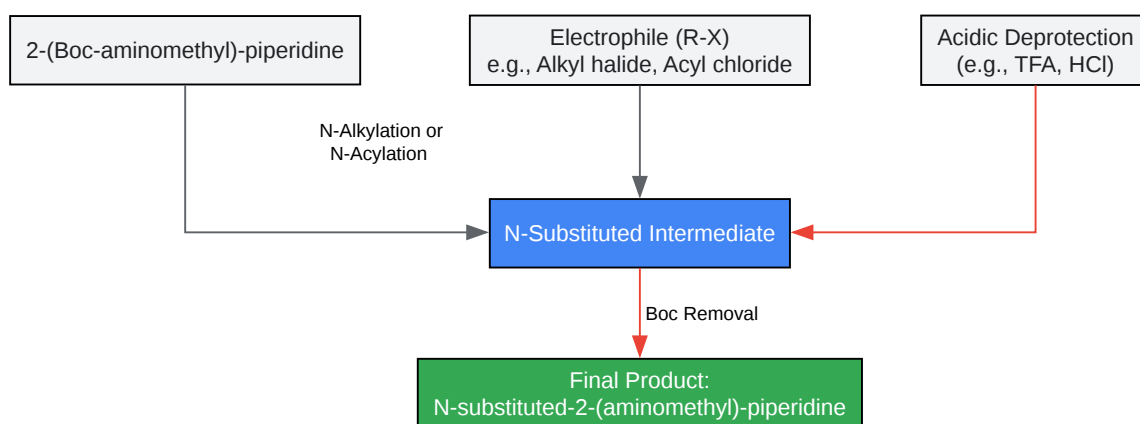 2-(Boc-aminomethyl)-piperidine
Electrophile (R-X)
e.g., Alkyl halide, Acyl chloride
Acidic Deprotection
(e.g., TFA, HCl)
N-Alkylation or
N-Acylation
N-Substituted Intermediate
Boc Removal
Final Product:
N-substituted-2-(aminomethyl)-piperidine